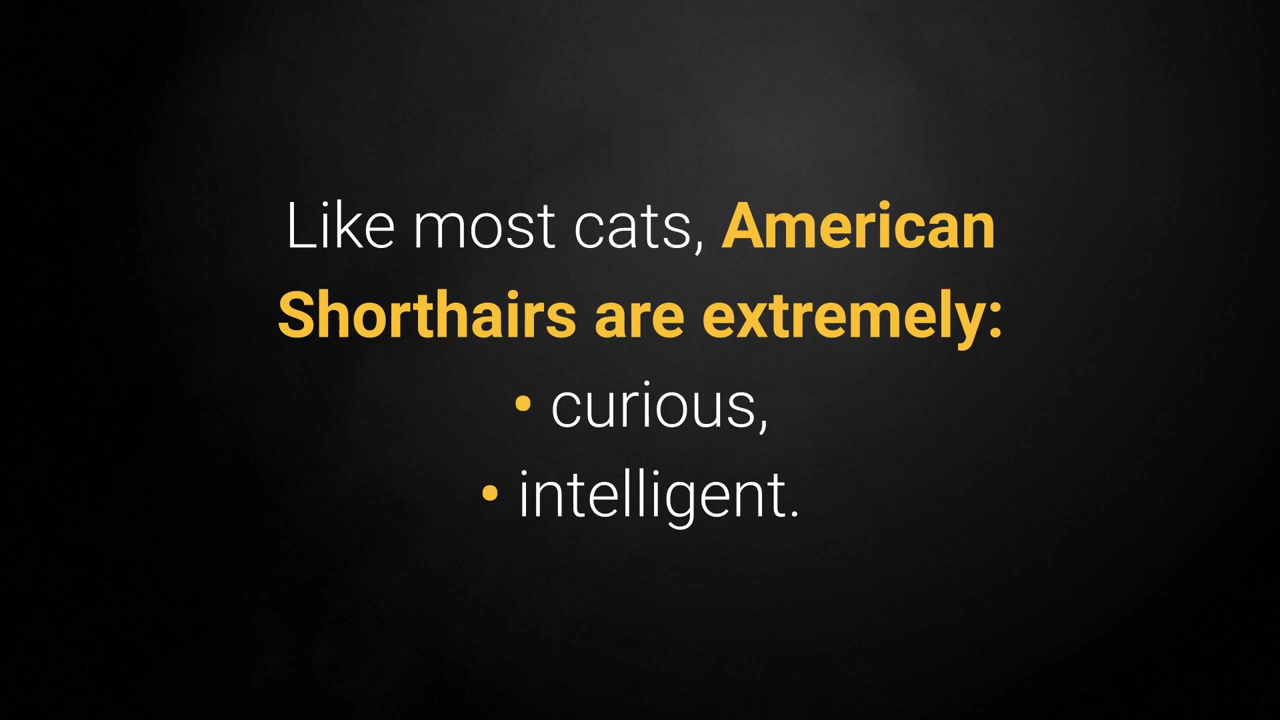 Like most cats, American
Shorthairs are extremely:
• curious,
• intelligent.